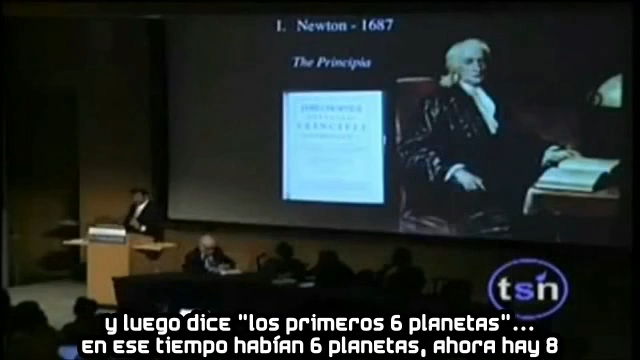 I. Newton - 1687
The Principia
PRINCIPIA
tsn
y luego dice "los primeros 6 planetas"...
en ese tiempo habían 6 planetas, ahora hay 8